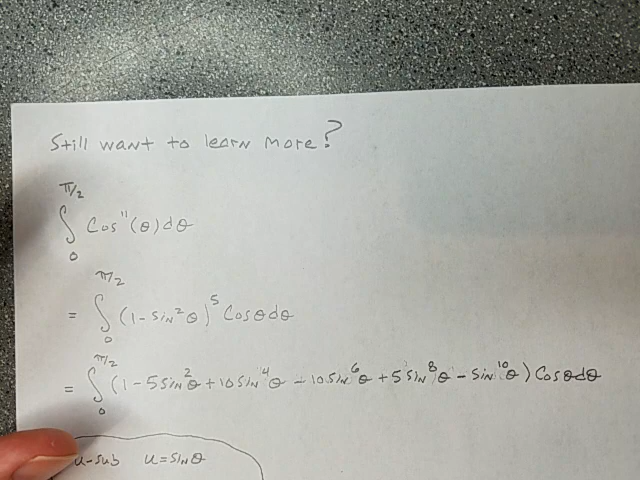 Still want to learn more?
π/2
∫ Cos¹¹(θ)dθ
0
π/2
= ∫ (1-sin²θ)⁵ Cosθdθ
0
π/2
= ∫ (1-5sin²θ+10sin⁴θ-10sin⁶θ+5sin⁸θ-sin¹⁰θ)Cosθdθ
0
u-sub u=sinθ